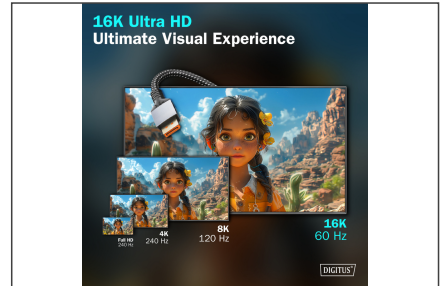 16K Ultra HD
Ultimate Visual Experience
Full HD
240 Hz
4K
240 Hz
8K
120 Hz
16K
60 Hz
DIGITUS®